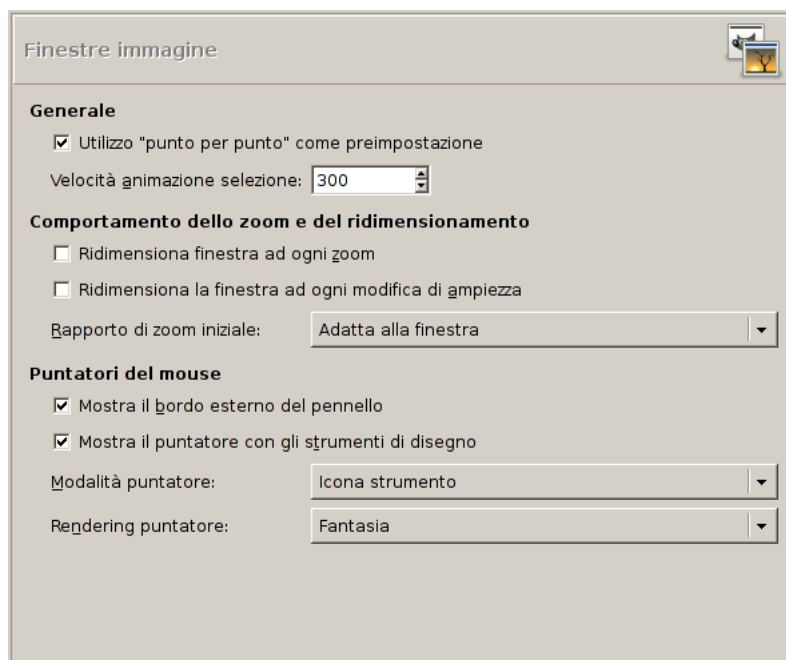 Finestre immagine
Generale
Utilizzo "punto per punto" come preimpostazione
Velocità animazione selezione: 300
Comportamento dello zoom e del ridimensionamento
Ridimensiona finestra ad ogni zoom
Ridimensiona la finestra ad ogni modifica di ampiezza
Rapporto di zoom iniziale: Adatta alla finestra
Puntatori del mouse
Mostra il bordo esterno del pennello
Mostra il puntatore con gli strumenti di disegno
Modalità puntatore: Icona strumento
Rendering puntatore: Fantasia